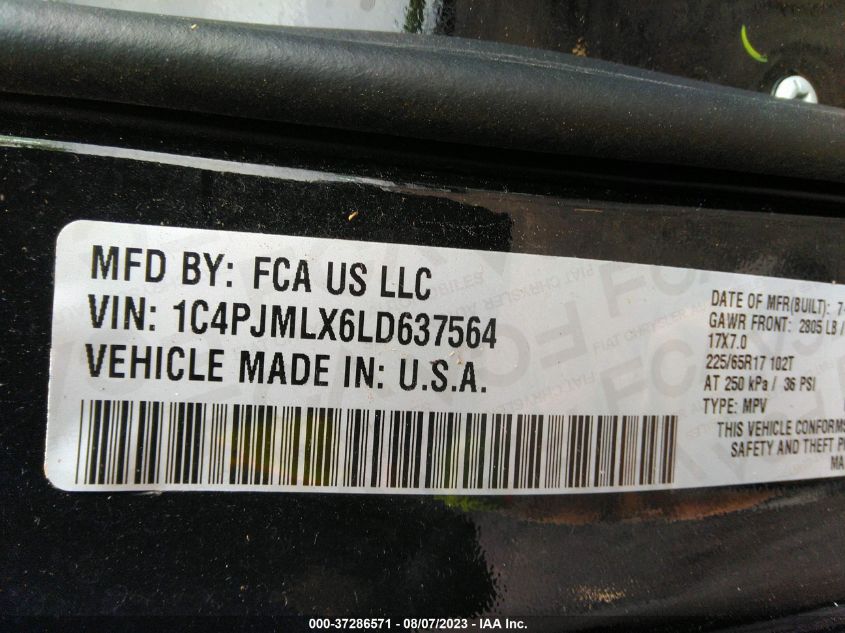 MFD BY: FCA US LLC
VIN: 1C4PJMLX6LD637564
VEHICLE MADE IN: U.S.A.
DATE OF MFR(BUILT): 7-
GAWR FRONT: 2805 LB /
17X7.0
225/65R17 102T
AT 250 kPa / 36 PSI
TYPE: MPV
THIS VEHICLE CONFORMS
SAFETY AND THEFT
000-37286571 - 08/07/2023 - IAA Inc.